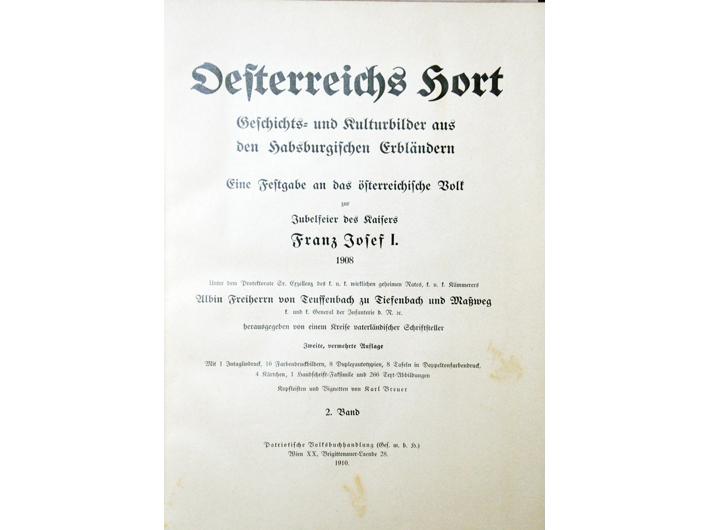 Oesterreichs Hort
Geschichts- und Kulturbilder aus
den Habsburgischen Erbländern
Eine Festgabe an das österreichische Volk
zur
Jubelfeier des Kaisers
Franz Josef I.
1908
Unter dem Protektorate Sr. Exzellenz des k. u. k. wirklichen geheimen Rates, k. u. k. Kämmerers
Albin Freiherrn von Teuffenbach zu Tiefenbach und Maßweg
k. und k. General der Infanterie d. R. ꝛc.
herausgegeben von einem Kreise vaterländischer Schriftsteller
Zweite, vermehrte Auflage
Mit 1 Intagliodruck, 16 Farbendruckbildern, 8 Duplexautotypien, 8 Tafeln in Doppeltonfarbendruck,
4 Kärtchen, 1 Handschrift-Faksimile und 266 Text-Abbildungen
Kopfleisten und Vignetten von Karl Breuer
2. Band
Patriotische Volksbuchhandlung (Ges. m. b. H.)
Wien XX, Brigittenauer-Laende 28.
1910.